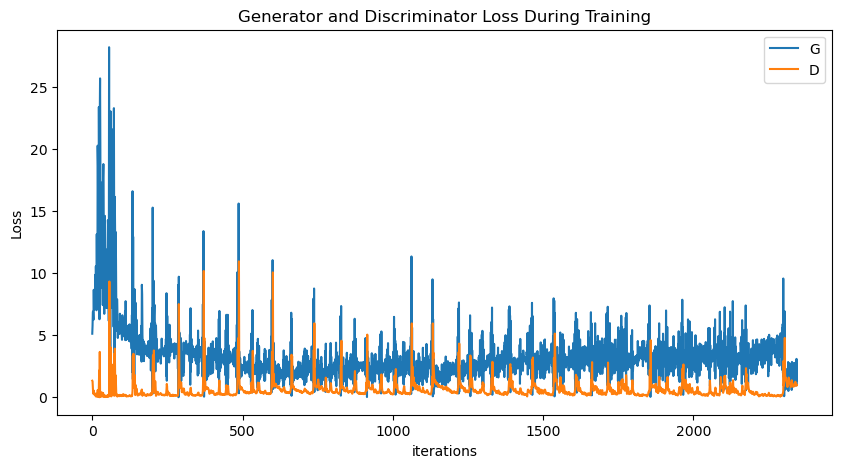 Generator and Discriminator Loss During Training
G
D
Loss
25
20
15
10
5
0
0
500
1000
1500
2000
iterations